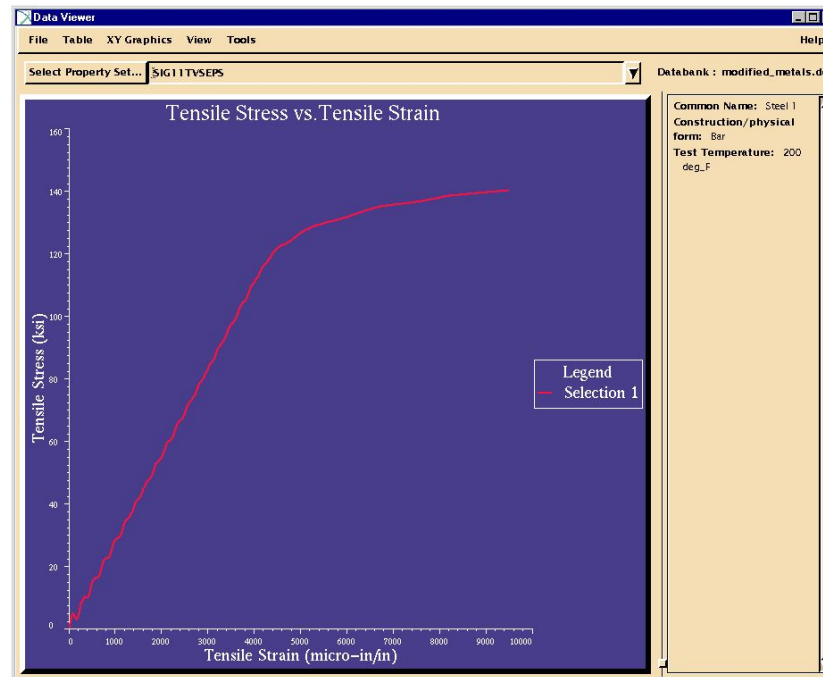 Data Viewer
File Table XY Graphics View Tools Help
Select Property Set... SIG11TVSEPS Databank : modified_metals.d
Tensile Stress vs.Tensile Strain
160
140
120
100
80
60
40
20
0
Tensile Stress (ksi)
0 1000 2000 3000 4000 5000 6000 7000 8000 9000 10000
Tensile Strain (micro-in/in)
Legend
Selection 1
Common Name: Steel 1
Construction/physical
form: Bar
Test Temperature: 200
deg_F